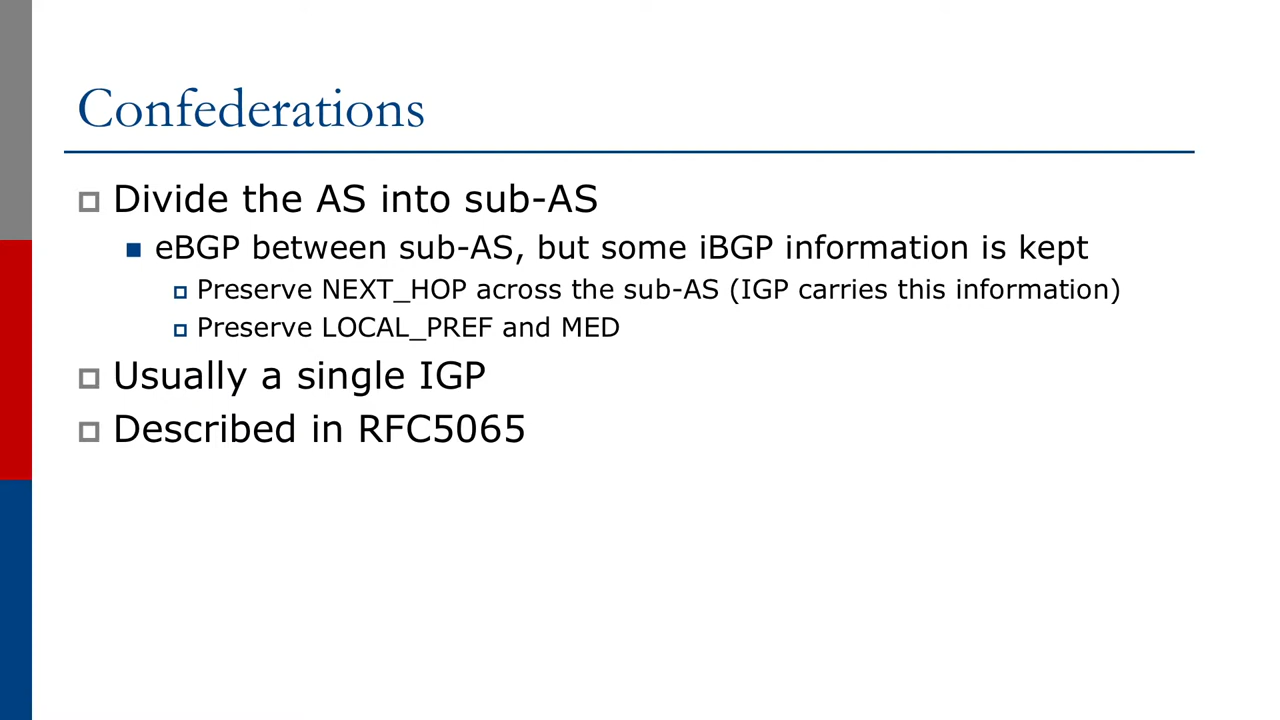 Confederations
Divide the AS into sub-AS
eBGP between sub-AS, but some iBGP information is kept
Preserve NEXT_HOP across the sub-AS (IGP carries this information)
Preserve LOCAL_PREF and MED
Usually a single IGP
Described in RFC5065